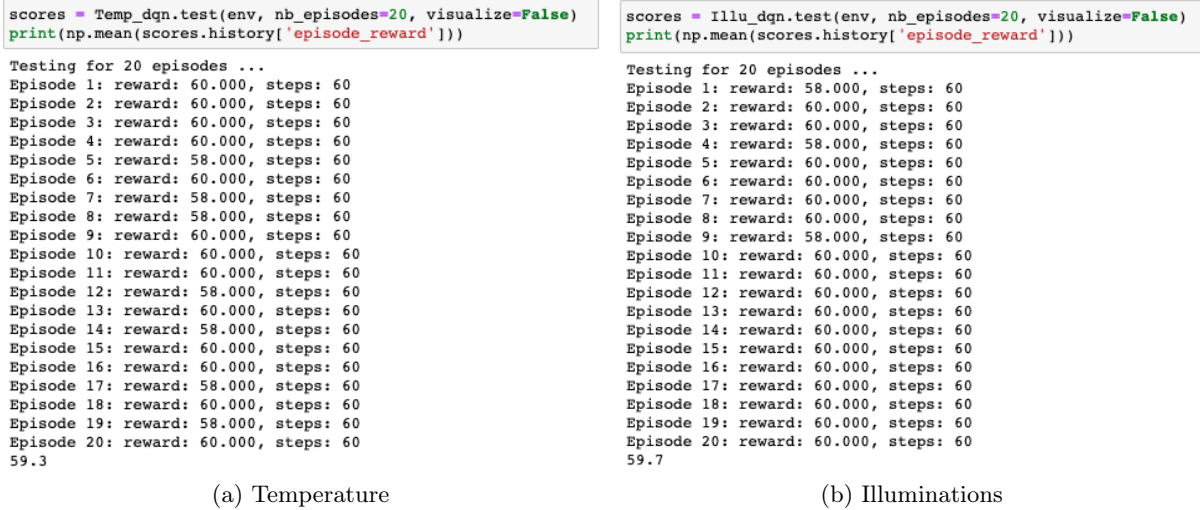 scores = Temp_dqn.test(env, nb_episodes=20, visualize=False)
print(np.mean(scores.history['episode_reward']))
Testing for 20 episodes ...
Episode 1: reward: 60.000, steps: 60
Episode 2: reward: 60.000, steps: 60
Episode 3: reward: 60.000, steps: 60
Episode 4: reward: 60.000, steps: 60
Episode 5: reward: 58.000, steps: 60
Episode 6: reward: 60.000, steps: 60
Episode 7: reward: 58.000, steps: 60
Episode 8: reward: 58.000, steps: 60
Episode 9: reward: 60.000, steps: 60
Episode 10: reward: 60.000, steps: 60
Episode 11: reward: 60.000, steps: 60
Episode 12: reward: 58.000, steps: 60
Episode 13: reward: 60.000, steps: 60
Episode 14: reward: 58.000, steps: 60
Episode 15: reward: 60.000, steps: 60
Episode 16: reward: 60.000, steps: 60
Episode 17: reward: 58.000, steps: 60
Episode 18: reward: 60.000, steps: 60
Episode 19: reward: 58.000, steps: 60
Episode 20: reward: 60.000, steps: 60
59.3
(a) Temperature
scores = Illu_dqn.test(env, nb_episodes=20, visualize=False)
print(np.mean(scores.history['episode_reward']))
Testing for 20 episodes ...
Episode 1: reward: 58.000, steps: 60
Episode 2: reward: 60.000, steps: 60
Episode 3: reward: 60.000, steps: 60
Episode 4: reward: 58.000, steps: 60
Episode 5: reward: 60.000, steps: 60
Episode 6: reward: 60.000, steps: 60
Episode 7: reward: 60.000, steps: 60
Episode 8: reward: 60.000, steps: 60
Episode 9: reward: 58.000, steps: 60
Episode 10: reward: 60.000, steps: 60
Episode 11: reward: 60.000, steps: 60
Episode 12: reward: 60.000, steps: 60
Episode 13: reward: 60.000, steps: 60
Episode 14: reward: 60.000, steps: 60
Episode 15: reward: 60.000, steps: 60
Episode 16: reward: 60.000, steps: 60
Episode 17: reward: 60.000, steps: 60
Episode 18: reward: 60.000, steps: 60
Episode 19: reward: 60.000, steps: 60
Episode 20: reward: 60.000, steps: 60
59.7
(b) Illuminations